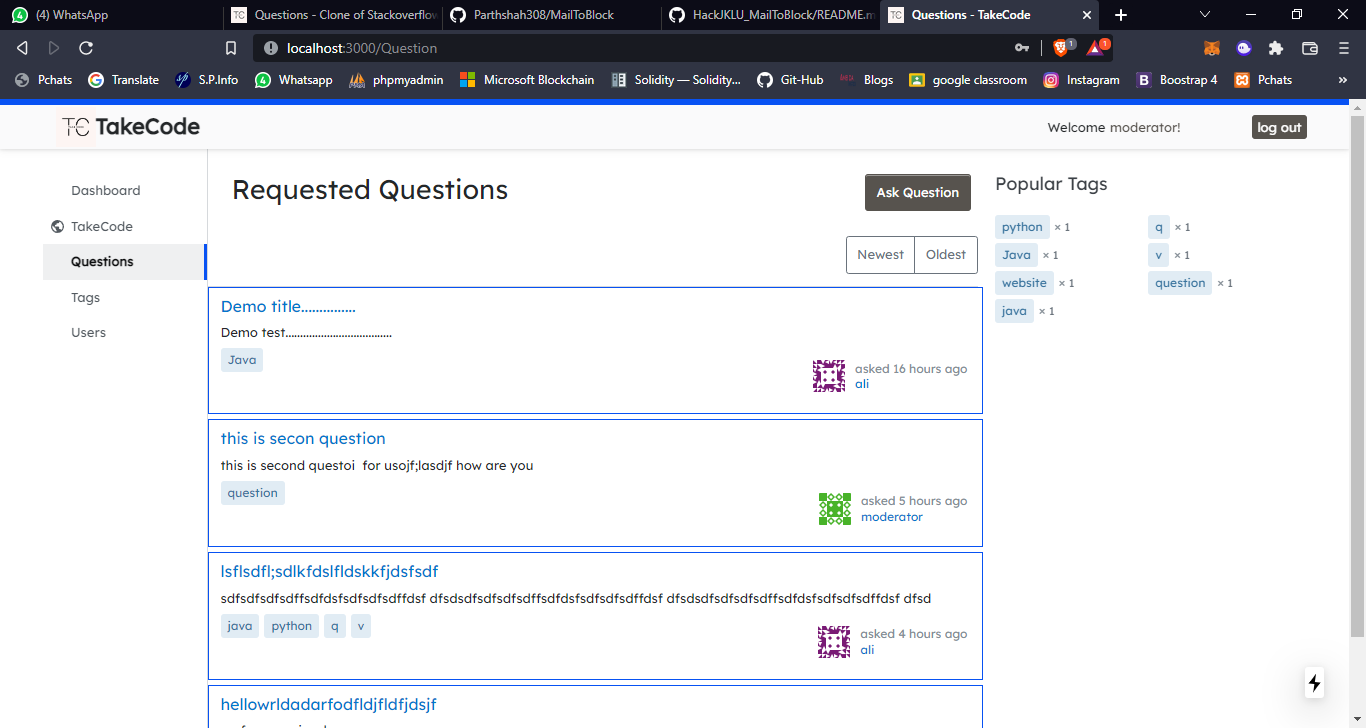 (4) WhatsApp
Questions - Clone of Stackoverflow
Parthshah308/MailToBlock
HackJKLU_MailToBlock/README.m
Questions - TakeCode
localhost:3000/Question
1
1
Pchats
Translate
S.P.Info
Whatsapp
phpmyadmin
Microsoft Blockchain
Solidity — Solidity...
Git-Hub
Blogs
google classroom
Instagram
Boostrap 4
Pchats
TC TakeCode
Welcome moderator!
log out
Dashboard
TakeCode
Questions
Tags
Users
Requested Questions
Ask Question
Newest
Oldest
Demo title...............
Demo test...................................
Java
asked 16 hours ago
ali
this is secon question
this is second questoi for usojf;lasdjf how are you
question
asked 5 hours ago
moderator
lsflsdfl;sdlkfdslfldskkfjdsfsdf
sdfsdfsdfsdffsdfdsfsdfsdfsdffdsf dfsdsdfsdfsdfsdffsdfdsfsdfsdfsdffdsf dfsdsdfsdfsdfsdffsdfdsfsdfsdfsdffdsf dfsd
java python q v
asked 4 hours ago
ali
hellowrldadarfodfldjfldfjdsjf
Popular Tags
python × 1
q × 1
Java × 1
v × 1
website × 1
question × 1
java × 1